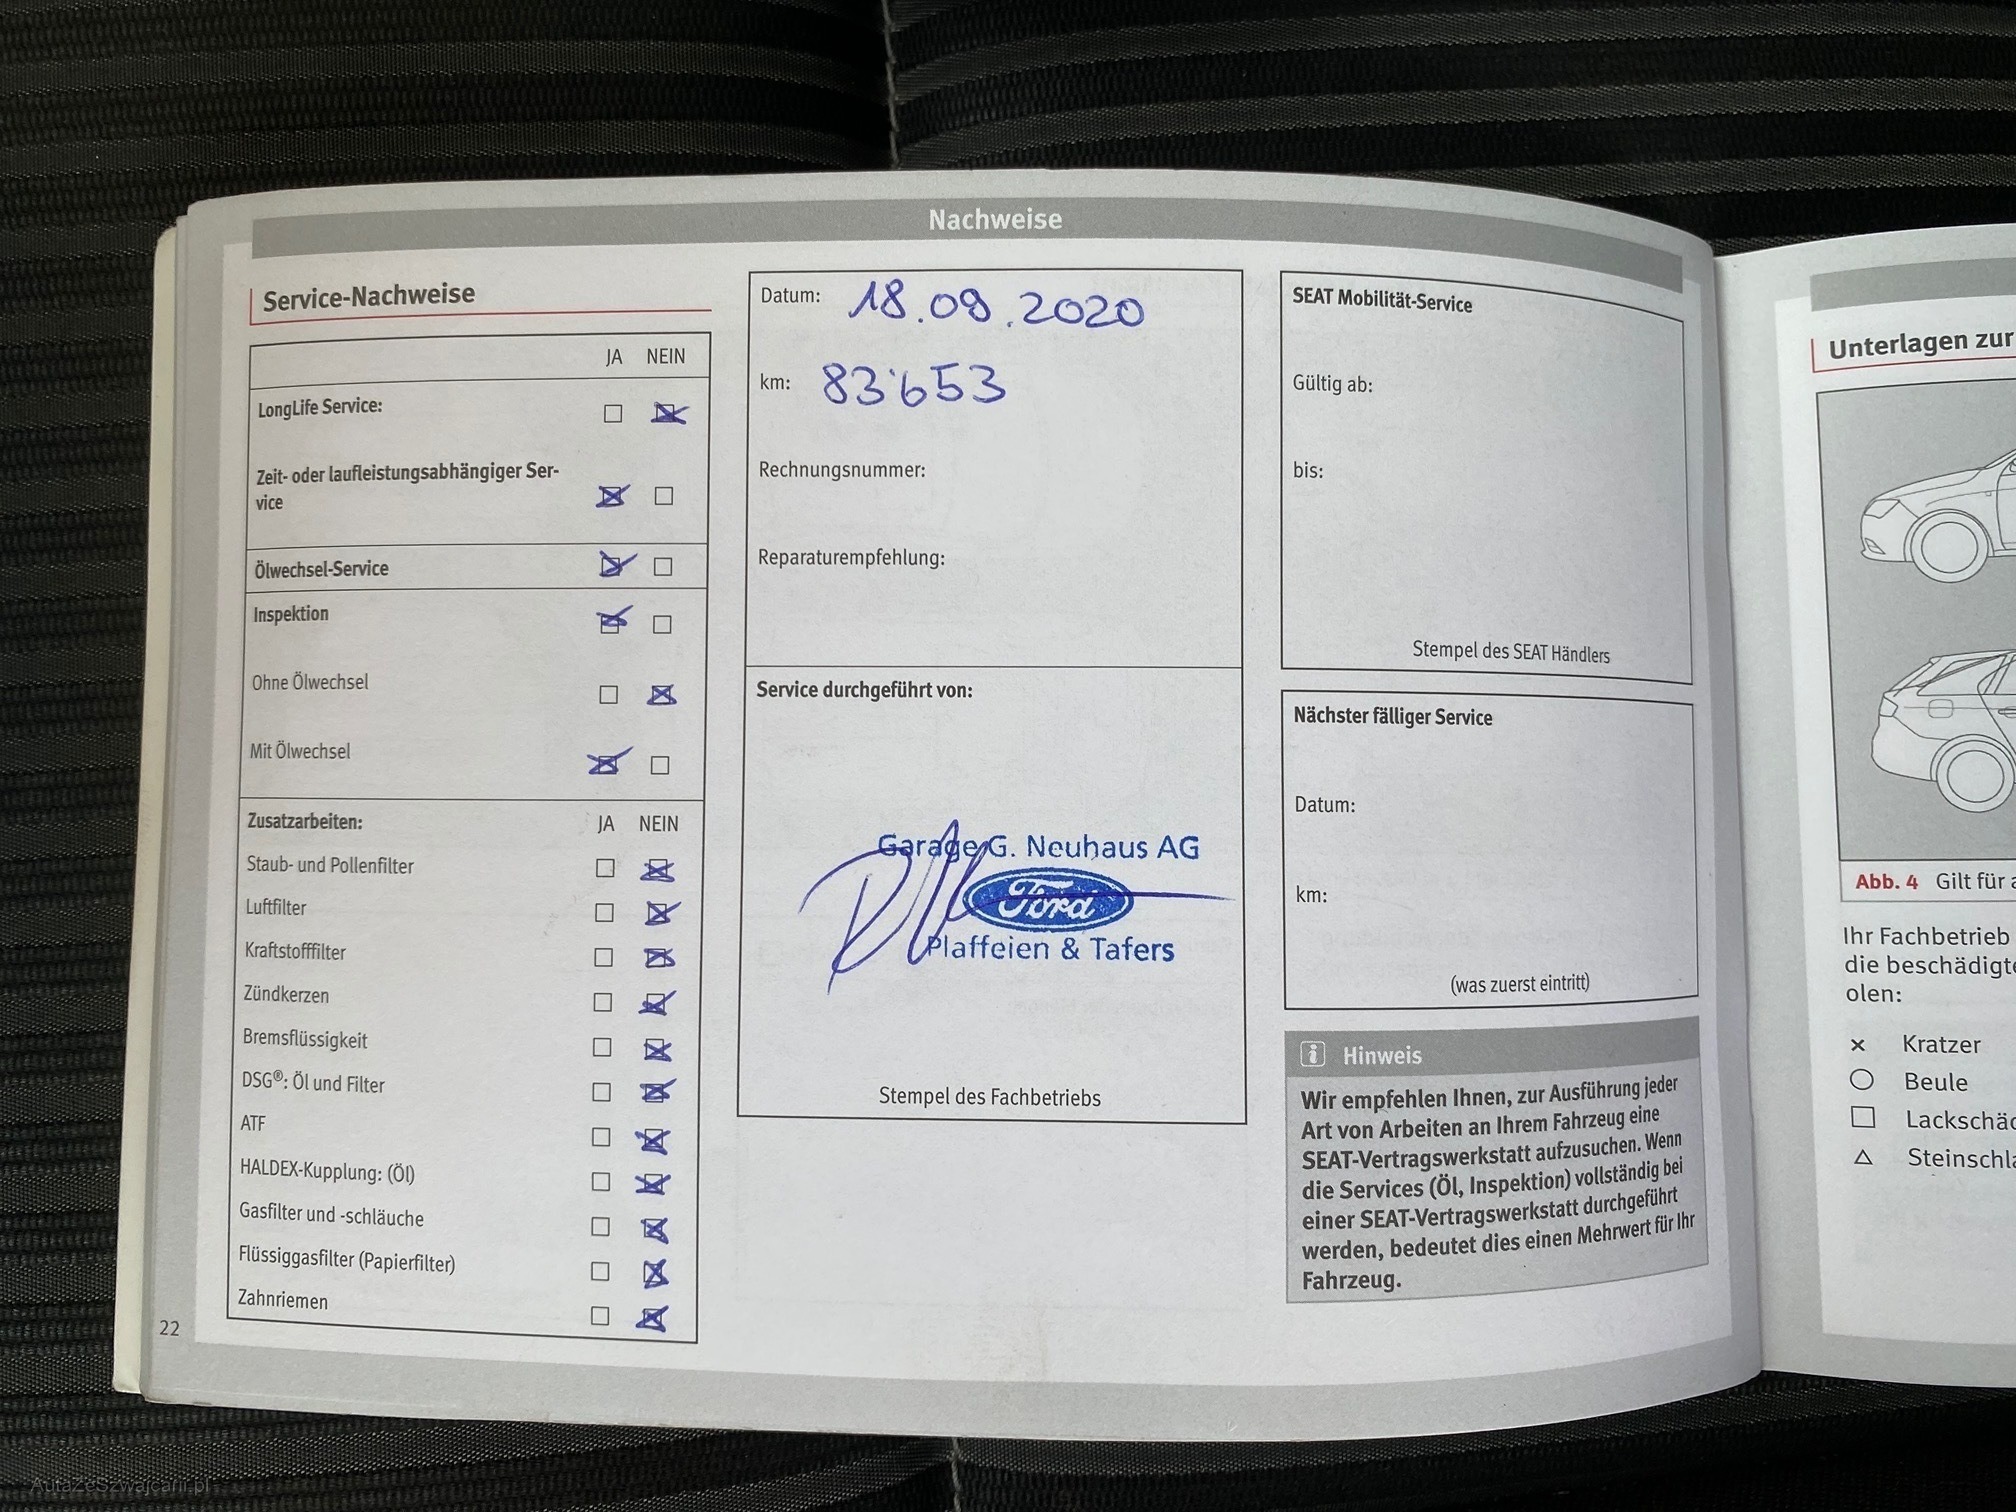 Nachweise
Service-Nachweise
JA NEIN
LongLife Service:
Zeit- oder laufleistungsabhängiger Ser-
vice
Ölwechsel-Service
Inspektion
Ohne Ölwechsel
Mit Ölwechsel
Zusatzarbeiten: JA NEIN
Staub- und Pollenfilter
Luftfilter
Kraftstofffilter
Zündkerzen
Bremsflüssigkeit
DSG®: Öl und Filter
ATF
HALDEX-Kupplung: (Öl)
Gasfilter und -schläuche
Flüssiggasfilter (Papierfilter)
Zahnriemen
22
Datum: 18.09.2020
km: 83'653
Rechnungsnummer:
Reparaturempfehlung:
Service durchgeführt von:
Garage G. Neuhaus AG
Ford
Plaffeien & Tafers
Stempel des Fachbetriebs
SEAT Mobilität-Service
Gültig ab:
bis:
Stempel des SEAT Händlers
Nächster fälliger Service
Datum:
km:
(was zuerst eintritt)
i Hinweis
Wir empfehlen Ihnen, zur Ausführung jeder
Art von Arbeiten an Ihrem Fahrzeug eine
SEAT-Vertragswerkstatt aufzusuchen. Wenn
die Services (Öl, Inspektion) vollständig bei
einer SEAT-Vertragswerkstatt durchgeführt
werden, bedeutet dies einen Mehrwert für Ihr
Fahrzeug.
Unterlagen zur
Abb. 4 Gilt für a
Ihr Fachbetrieb
die beschädigte
olen:
Kratzer
Beule
Lackschäd
Steinschla
AutaZeSzwajcarii.pl